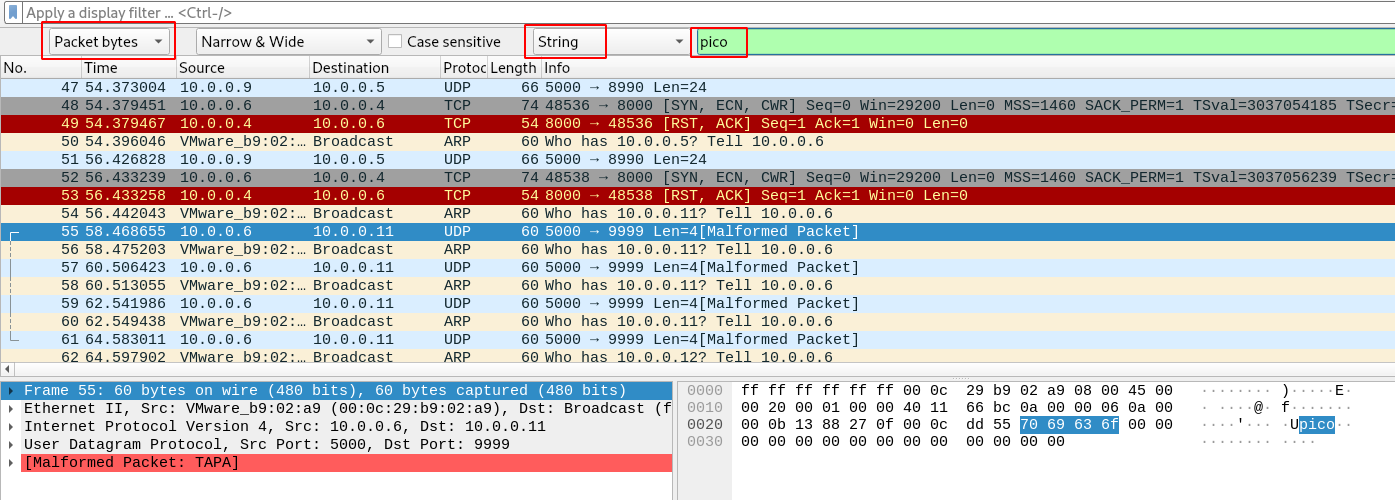 Apply a display filter ... <Ctrl-/>
Packet bytes Narrow & Wide Case sensitive String pico
No. Time Source Destination Protoc Length Info
47 54.373004 10.0.0.9 10.0.0.5 UDP 66 5000 → 8990 Len=24
48 54.379451 10.0.0.6 10.0.0.4 TCP 74 48536 → 8000 [SYN, ECN, CWR] Seq=0 Win=29200 Len=0 MSS=1460 SACK_PERM=1 TSval=3037054185 TSecr=
49 54.379467 10.0.0.4 10.0.0.6 TCP 54 8000 → 48536 [RST, ACK] Seq=1 Ack=1 Win=0 Len=0
50 54.396046 VMware_b9:02:… Broadcast ARP 60 Who has 10.0.0.5? Tell 10.0.0.6
51 56.426828 10.0.0.9 10.0.0.5 UDP 66 5000 → 8990 Len=24
52 56.433239 10.0.0.6 10.0.0.4 TCP 74 48538 → 8000 [SYN, ECN, CWR] Seq=0 Win=29200 Len=0 MSS=1460 SACK_PERM=1 TSval=3037056239 TSecr=
53 56.433258 10.0.0.4 10.0.0.6 TCP 54 8000 → 48538 [RST, ACK] Seq=1 Ack=1 Win=0 Len=0
54 56.442043 VMware_b9:02:… Broadcast ARP 60 Who has 10.0.0.11? Tell 10.0.0.6
55 58.468655 10.0.0.6 10.0.0.11 UDP 60 5000 → 9999 Len=4[Malformed Packet]
56 58.475203 VMware_b9:02:… Broadcast ARP 60 Who has 10.0.0.11? Tell 10.0.0.6
57 60.506423 10.0.0.6 10.0.0.11 UDP 60 5000 → 9999 Len=4[Malformed Packet]
58 60.513055 VMware_b9:02:… Broadcast ARP 60 Who has 10.0.0.11? Tell 10.0.0.6
59 62.541986 10.0.0.6 10.0.0.11 UDP 60 5000 → 9999 Len=4[Malformed Packet]
60 62.549438 VMware_b9:02:… Broadcast ARP 60 Who has 10.0.0.11? Tell 10.0.0.6
61 64.583011 10.0.0.6 10.0.0.11 UDP 60 5000 → 9999 Len=4[Malformed Packet]
62 64.597902 VMware_b9:02:… Broadcast ARP 60 Who has 10.0.0.12? Tell 10.0.0.6
Frame 55: 60 bytes on wire (480 bits), 60 bytes captured (480 bits)
Ethernet II, Src: VMware_b9:02:a9 (00:0c:29:b9:02:a9), Dst: Broadcast (f
Internet Protocol Version 4, Src: 10.0.0.6, Dst: 10.0.0.11
User Datagram Protocol, Src Port: 5000, Dst Port: 9999
[Malformed Packet: TAPA]
0000 ff ff ff ff ff ff 00 0c 29 b9 02 a9 08 00 45 00 ········ )·····E·
0010 00 20 00 01 00 00 40 11 66 bc 0a 00 00 06 0a 00 · ····@· f·······
0020 00 0b 13 88 27 0f 00 0c dd 55 70 69 63 6f 00 00 ····'··· ·Upico··
0030 00 00 00 00 00 00 00 00 00 00 00 00 ········ ····